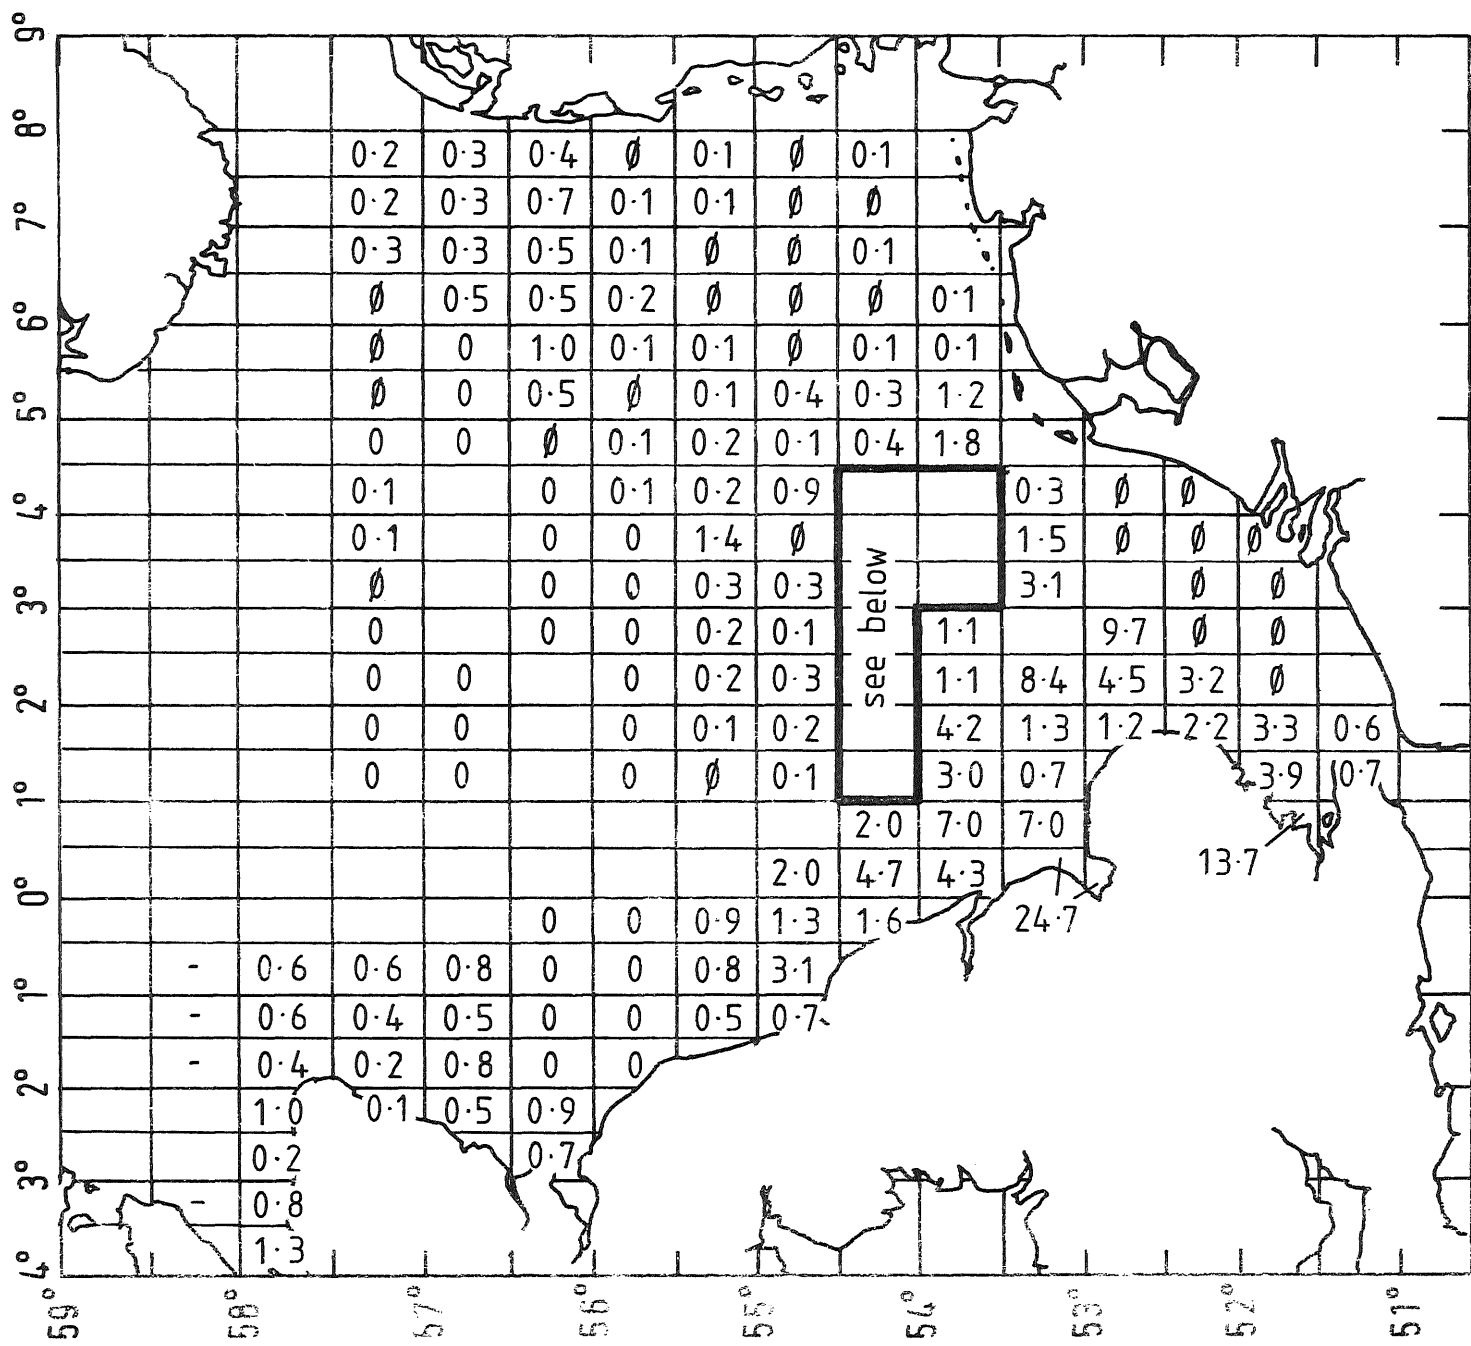 9°
8°
0·2 0·3 0·4 ∅ 0·1 ∅ 0·1
0·2 0·3 0·7 0·1 0·1 ∅ ∅
7°
0·3 0·3 0·5 0·1 ∅ ∅ 0·1
∅ 0·5 0·5 0·2 ∅ ∅ ∅ 0·1
6°
∅ 0 1·0 0·1 0·1 ∅ 0·1 0·1
∅ 0 0·5 ∅ 0·1 0·4 0·3 1·2
5°
0 0 ∅ 0·1 0·2 0·1 0·4 1·8
0·1 0 0·1 0·2 0·9 0·3 ∅ ∅
4°
0·1 0 0 1·4 ∅ 1·5 ∅ ∅ ∅
∅ 0 0 0·3 0·3 3·1 ∅ ∅
see below
3°
0 0 0 0·2 0·1 1·1 9·7 ∅ ∅
0 0 0 0·2 0·3 1·1 8·4 4·5 3·2 ∅
2°
0 0 0 0·1 0·2 4·2 1·3 1·2 2·2 3·3 0·6
0 0 0 ∅ 0·1 3·0 0·7 3·9 0·7
1°
2·0 7·0 7·0
13·7
2·0 4·7 4·3
0°
0 0 0·9 1·3 1·6 24·7
- 0·6 0·6 0·8 0 0 0·8 3·1
1°
- 0·6 0·4 0·5 0 0 0·5 0·7
- 0·4 0·2 0·8 0 0
2°
1·0 0·1 0·5 0·9
0·2 0·7
3°
- 0·8
1·3
4°
59° 58° 57° 56° 55° 54° 53° 52° 51°